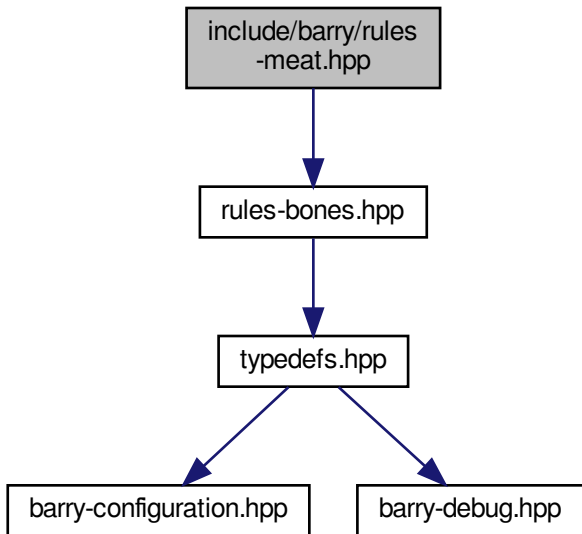 include/barry/rules
-meat.hpp
rules-bones.hpp
typedefs.hpp
barry-configuration.hpp
barry-debug.hpp